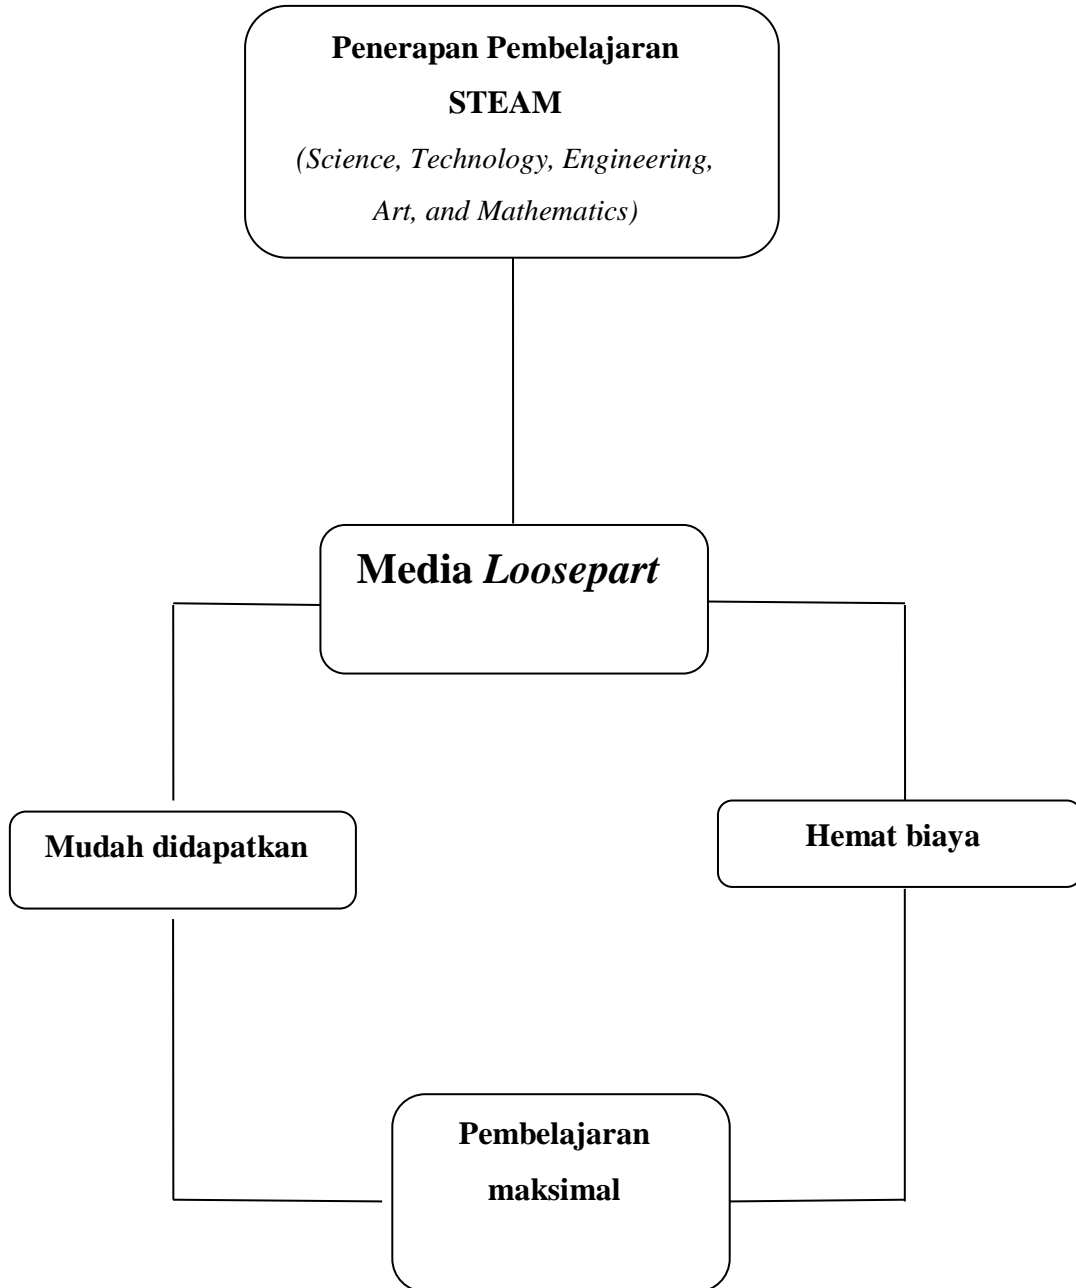 Penerapan Pembelajaran
STEAM
(Science, Technology, Engineering,
Art, and Mathematics)
Media Loosepart
Mudah didapatkan
Hemat biaya
Pembelajaran
maksimal